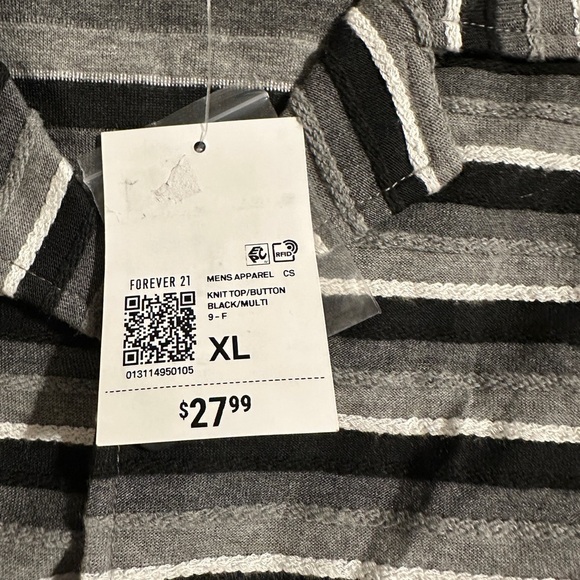 RFID
FOREVER 21
MENS APPAREL CS
KNIT TOP/BUTTON
BLACK/MULTI
9-F
XL
013114950105
$27.99